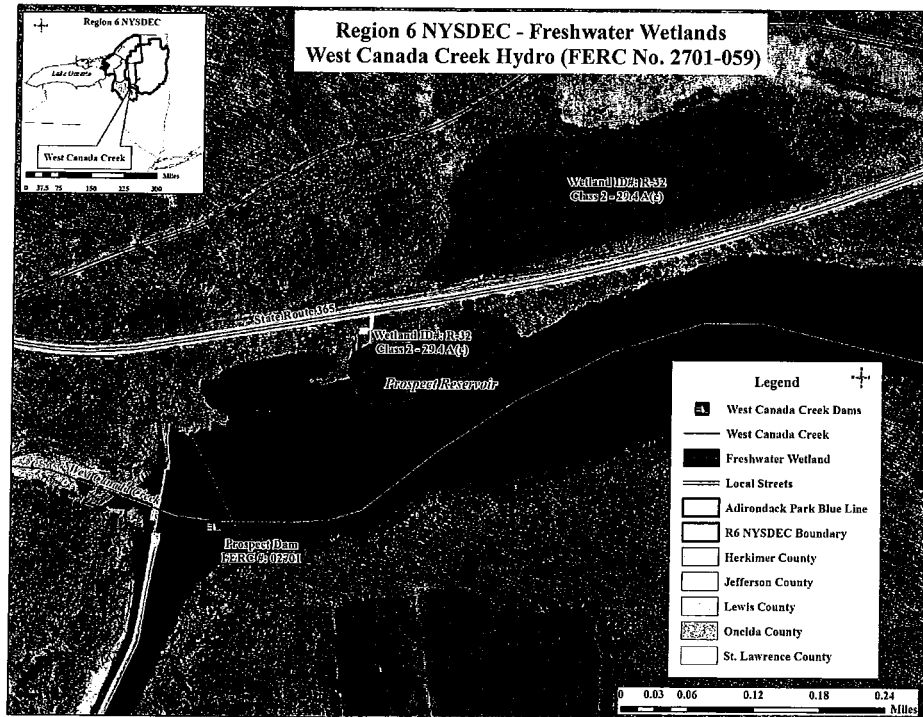 Region 6 NYSDEC
Lake Ontario
West Canada Creek
0 37.5 75 150 225 300
Miles
Region 6 NYSDEC - Freshwater Wetlands
West Canada Creek Hydro (FERC No. 2701-059)
Wetland ID#: R-32
Class 2 - 29.4 A(±)
State Route 365
Wetland ID#: R-32
Class 2 - 29.4 A(±)
Prospect Reservoir
West Canada Creek
Prospect Dam
FERC #: 02701
Legend
West Canada Creek Dams
West Canada Creek
Freshwater Wetland
Local Streets
Adirondack Park Blue Line
R6 NYSDEC Boundary
Herkimer County
Jefferson County
Lewis County
Oneida County
St. Lawrence County
0 0.03 0.06 0.12 0.18 0.24
Miles